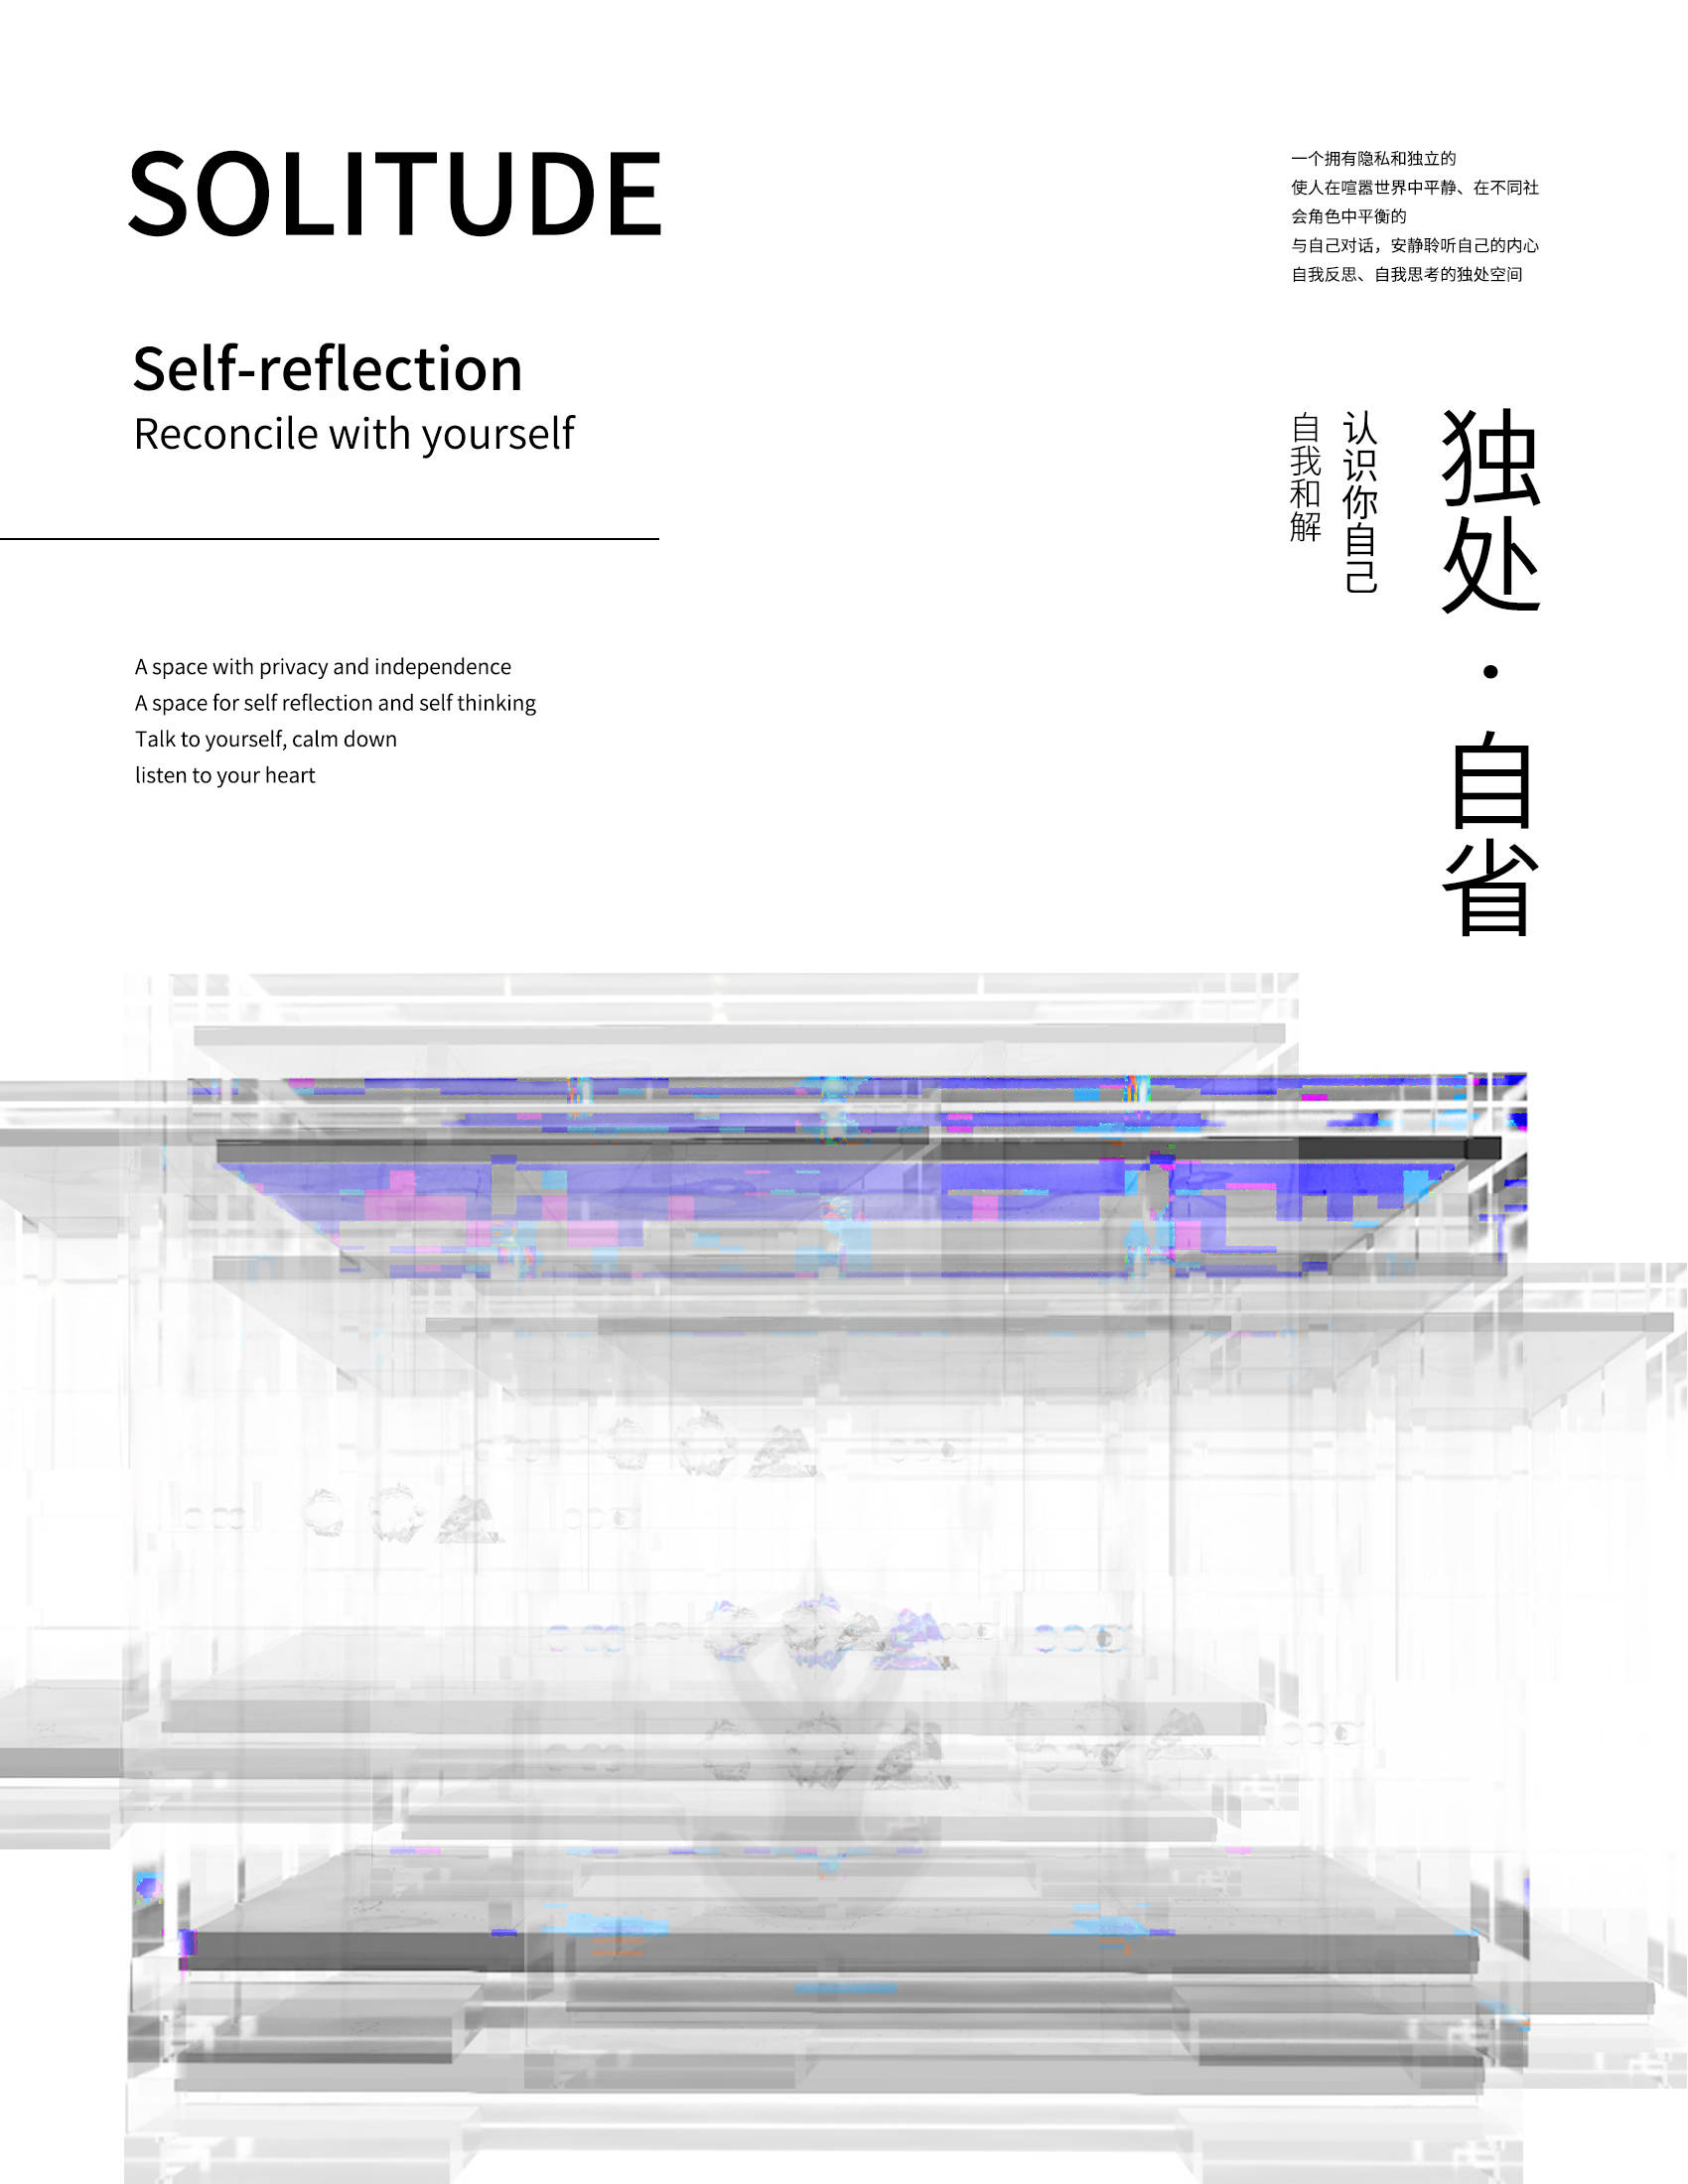 SOLITUDE
Self-reflection
Reconcile with yourself
A space with privacy and independence
A space for self reflection and self thinking
Talk to yourself, calm down
listen to your heart
一个拥有隐私和独立的
使人在喧嚣世界中平静、在不同社
会角色中平衡的
与自己对话，安静聆听自己的内心
自我反思、自我思考的独处空间
独处·自省
认识你自己
自我和解